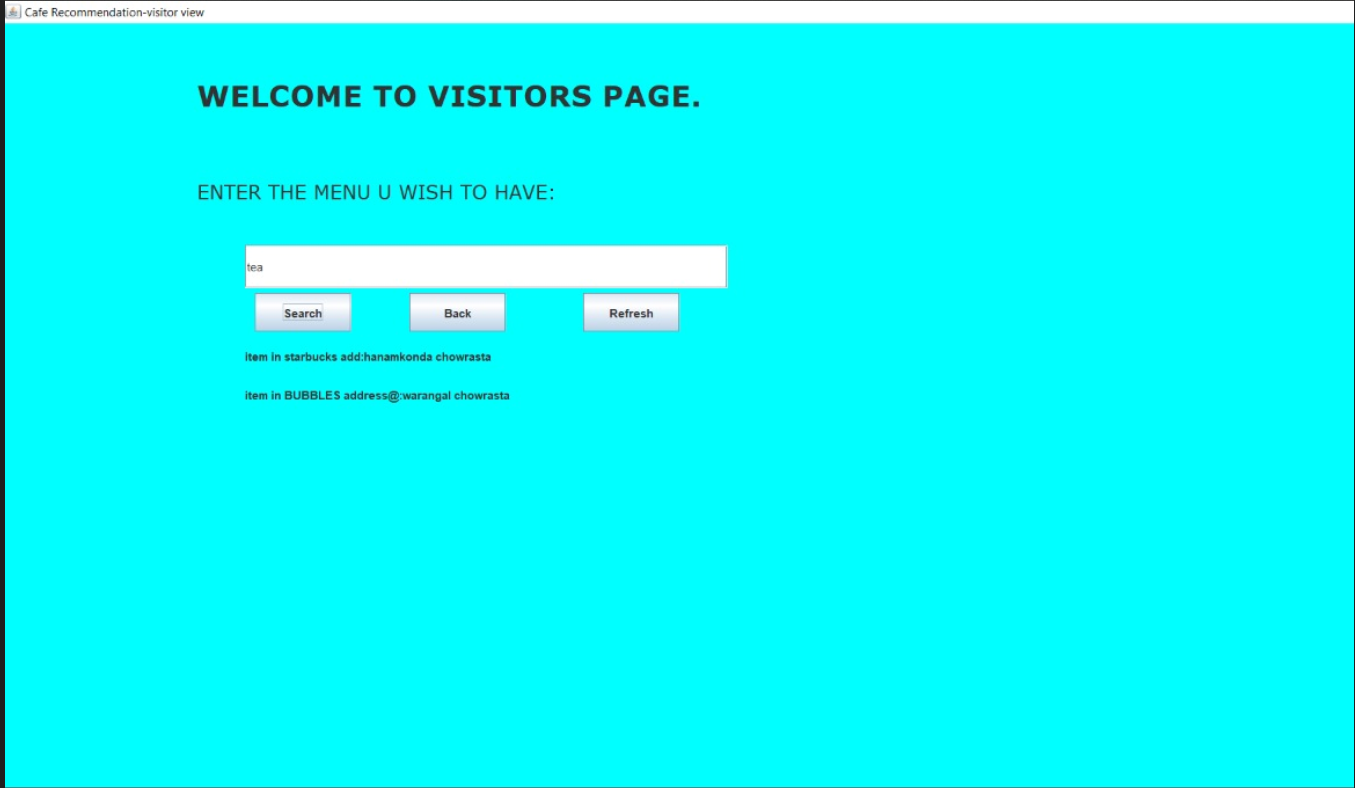 Cafe Recommendation-visitor view
WELCOME TO VISITORS PAGE.
ENTER THE MENU U WISH TO HAVE:
tea
Search Back Refresh
item in starbucks add:hanamkonda chowrasta
item in BUBBLES address@:warangal chowrasta